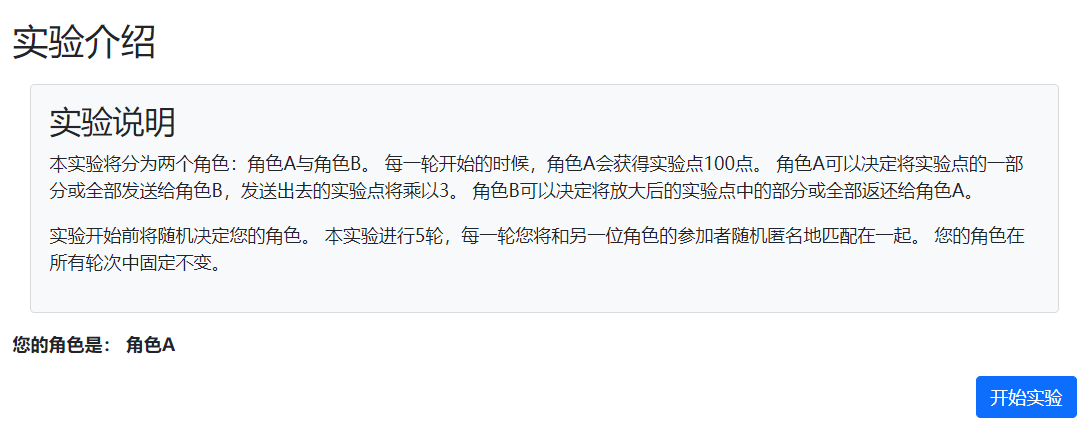 实验介绍
实验说明
本实验将分为两个角色：角色A与角色B。 每一轮开始的时候，角色A会获得实验点100点。 角色A可以决定将实验点的一部
分或全部发送给角色B，发送出去的实验点将乘以3。 角色B可以决定将放大后的实验点中的部分或全部返还给角色A。
实验开始前将随机决定您的角色。 本实验进行5轮，每一轮您将和另一位角色的参加者随机匿名地匹配在一起。 您的角色在
所有轮次中固定不变。
您的角色是： 角色A
开始实验